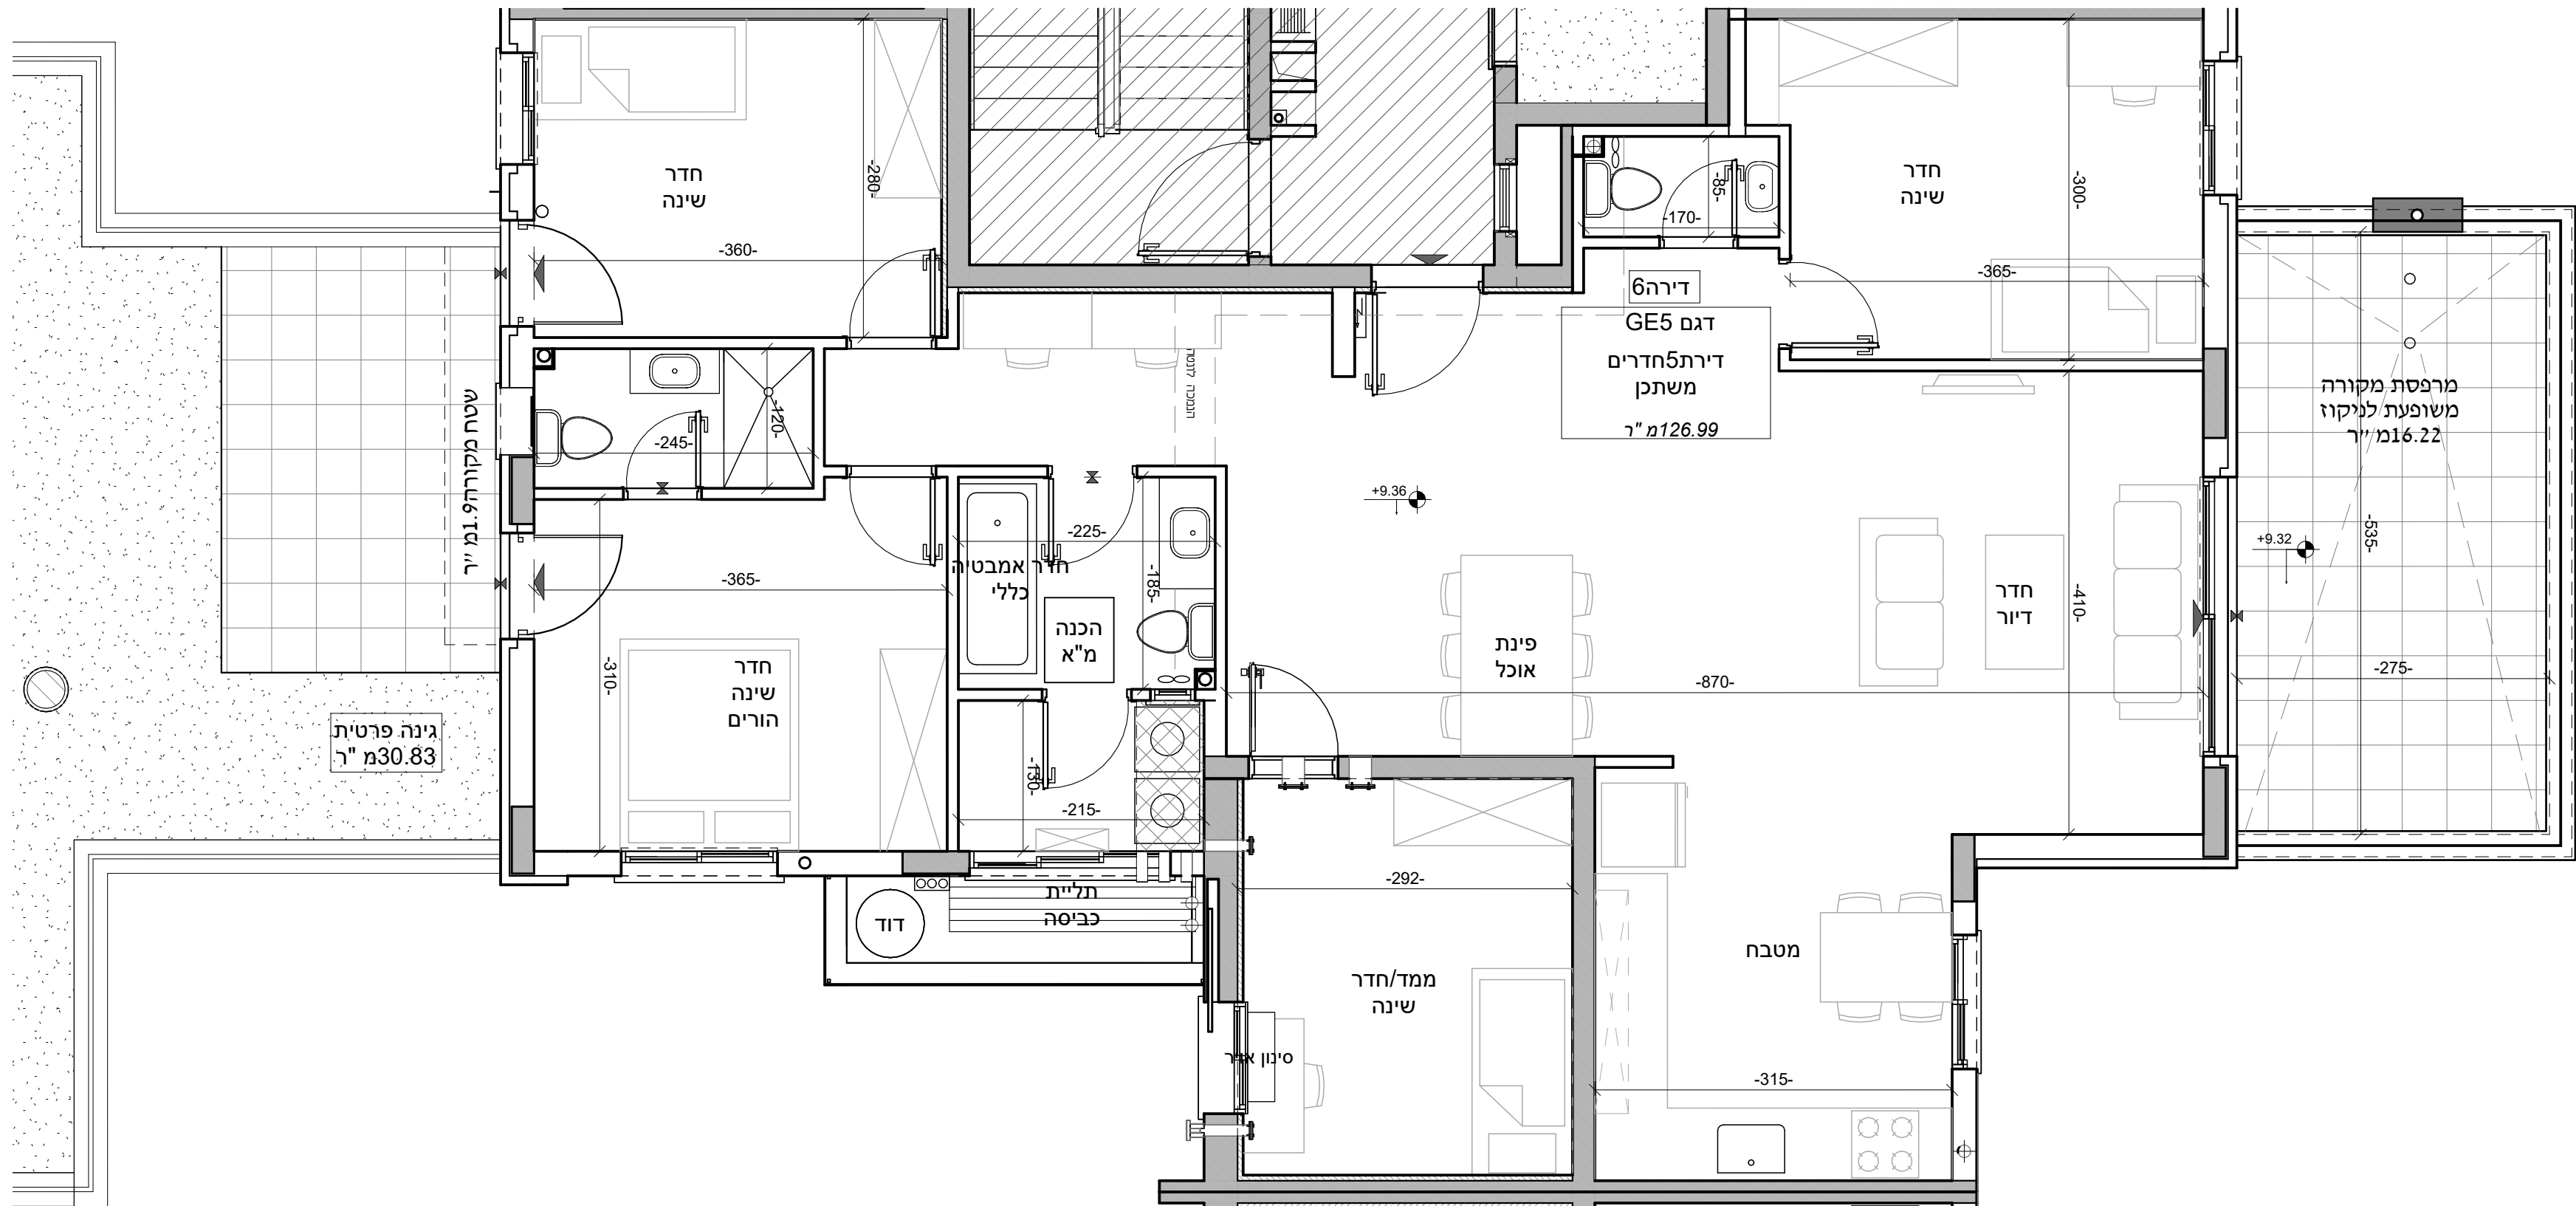 חדר
שינה
-280-
-360-
-85-
-170-
חדר
שינה
-300-
-365-
דירה6
דגם GE5
דירת5חדרים
משתכן
126.99מ "ר
הנמכה לתקרה
-120-
-245-
מרפסת מקורה
משופעת לניקוז
16.22מ "ר
+9.32
-535-
-275-
שטח מקורה1.9מ "ר
גינה פרטית
30.83מ "ר
-365-
-310-
חדר
שינה
הורים
-225-
חדר אמבטיה
כללי
-185-
הכנה
מ"א
-130-
-215-
+9.36
פינת
אוכל
חדר
דיור
-410-
-870-
תליית
כביסה
דוד
-292-
ממד/חדר
שינה
סינון אויר
מטבח
-315-